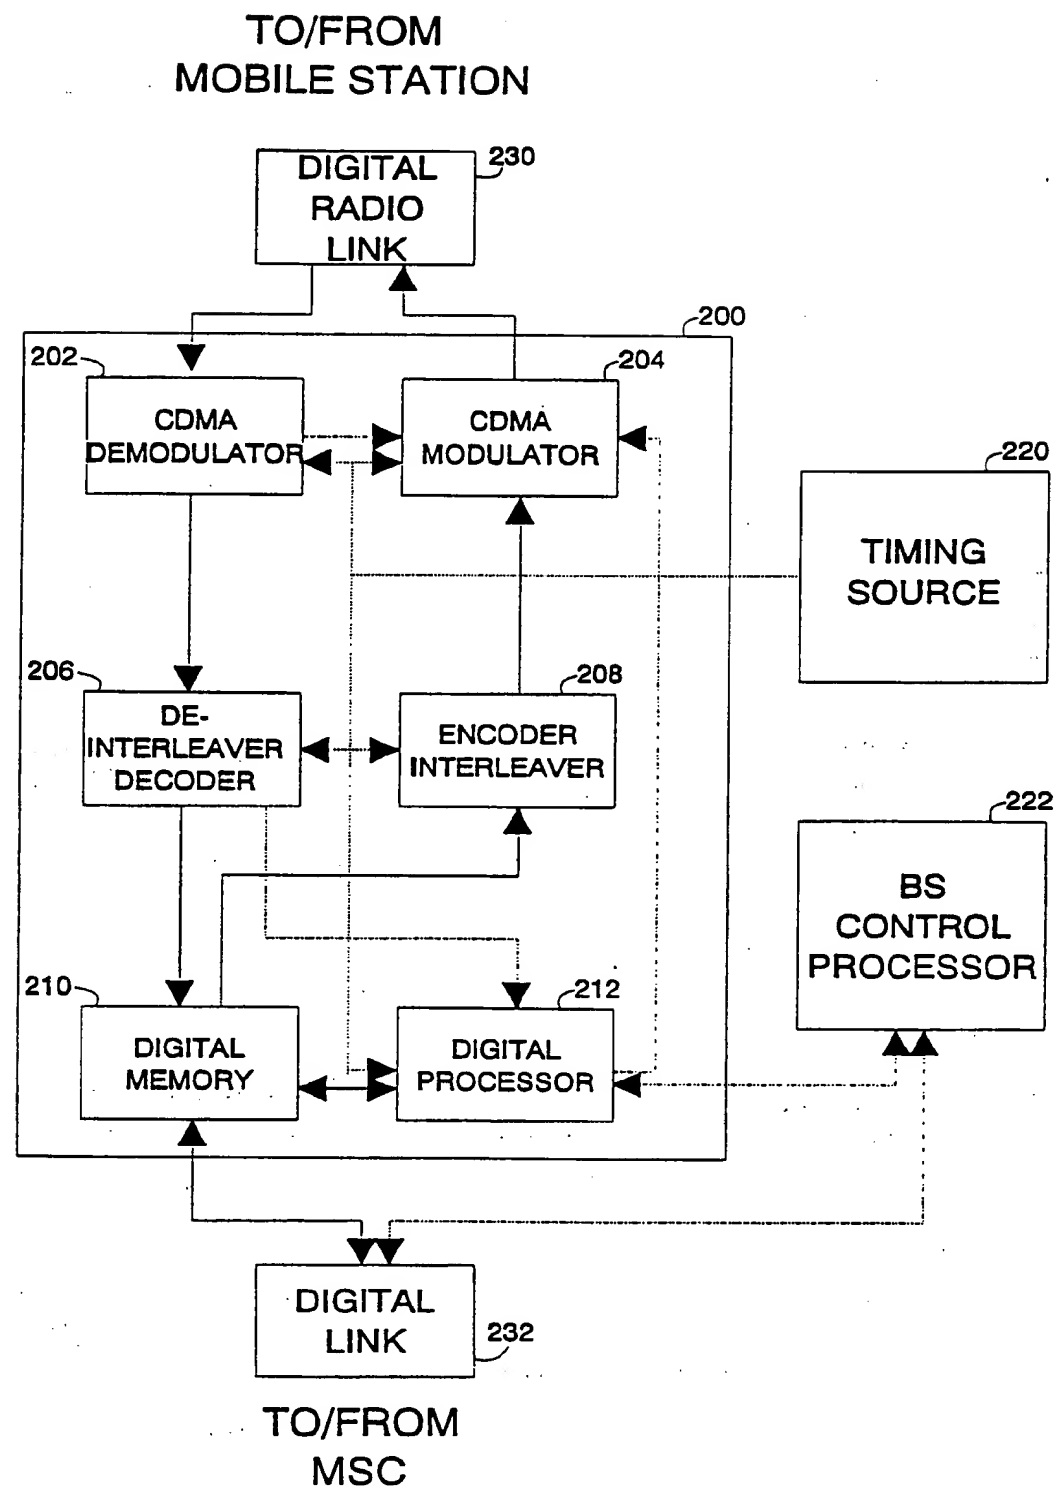 TO/FROM
MOBILE STATION
DIGITAL
RADIO
LINK
230
200
202
CDMA
DEMODULATOR
204
CDMA
MODULATOR
220
TIMING
SOURCE
206
DE-
INTERLEAVER
DECODER
208
ENCODER
INTERLEAVER
222
BS
CONTROL
PROCESSOR
210
DIGITAL
MEMORY
212
DIGITAL
PROCESSOR
DIGITAL
LINK
232
TO/FROM
MSC